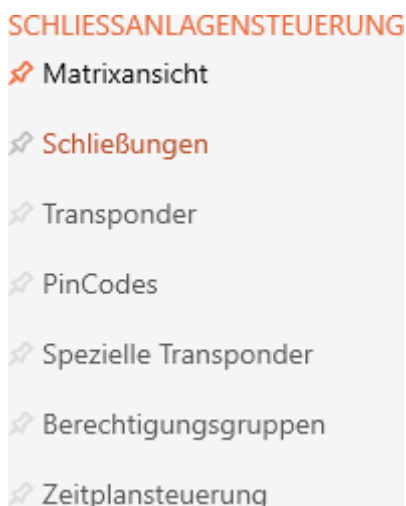 SCHLIESSANLAGENSTEUERUNG
Matrixansicht
Schließungen
Transponder
PinCodes
Spezielle Transponder
Berechtigungsgruppen
Zeitplansteuerung